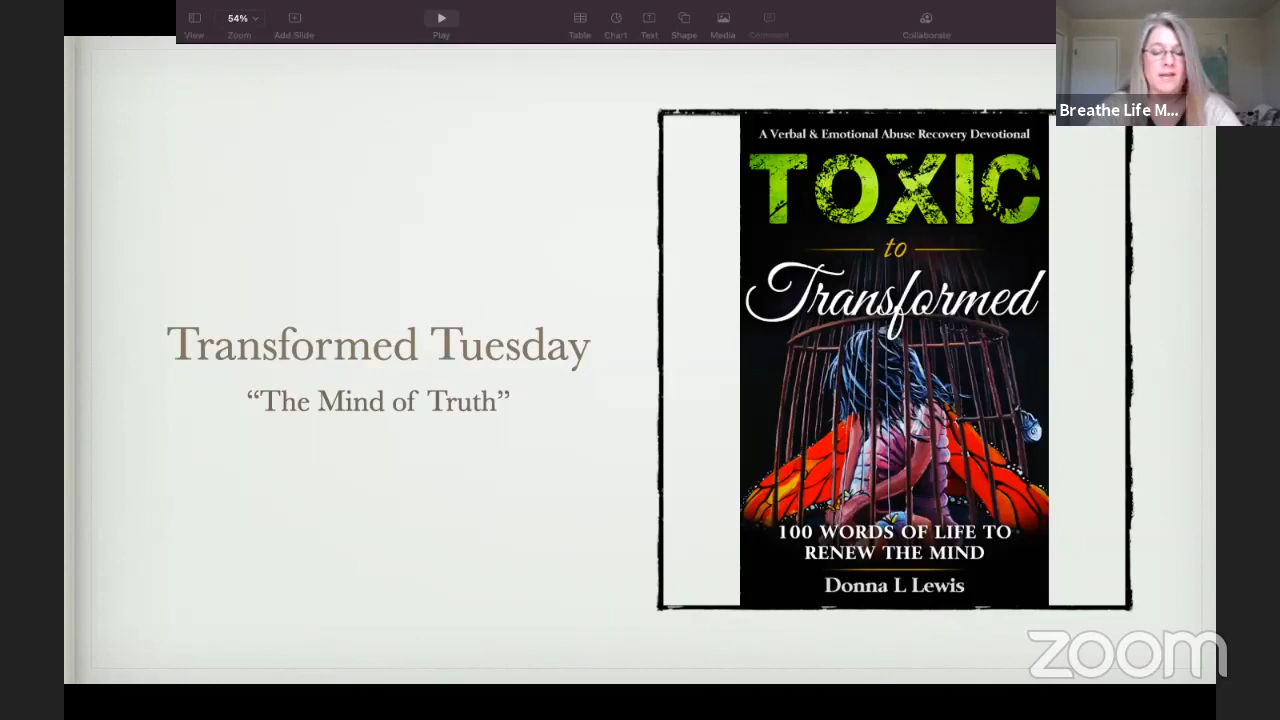 54%
View
Zoom
Add Slide
Play
Table
Chart
Text
Shape
Media
Comment
Collaborate
Breathe Life M...
A Verbal & Emotional Abuse Recovery Devotional
TOXIC
to
Transformed
Transformed Tuesday
“The Mind of Truth”
100 WORDS OF LIFE TO
RENEW THE MIND
Donna L Lewis
zoom